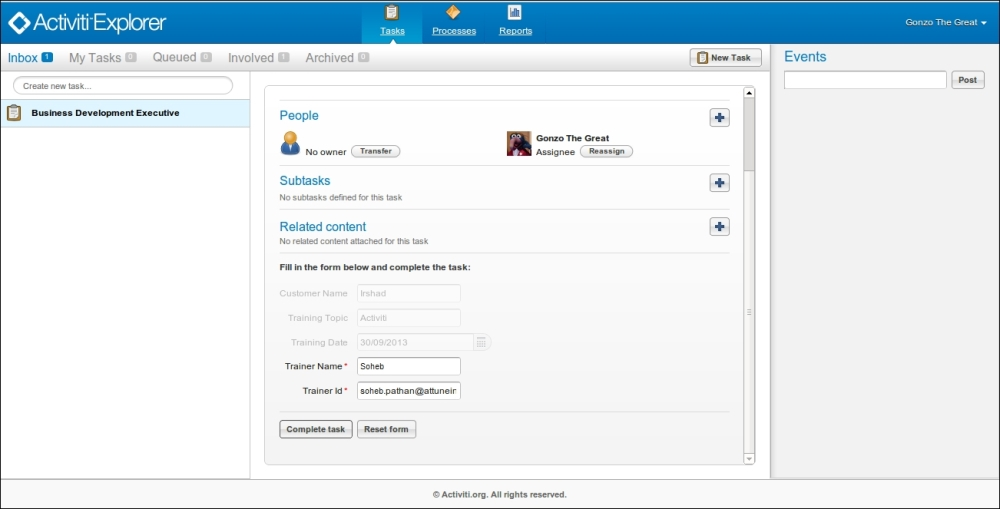 Activiti Explorer
Tasks
Processes
Reports
Gonzo The Great
Inbox 1 My Tasks 0 Queued 0 Involved 1 Archived 0
New Task
Events
Create new task...
Post
Business Development Executive
People
No owner Transfer
Gonzo The Great
Assignee Reassign
Subtasks
No subtasks defined for this task
Related content
No related content attached for this task
Fill in the form below and complete the task:
Customer Name Irshad
Training Topic Activiti
Training Date 30/09/2013
Trainer Name * Soheb
Trainer Id * soheb.pathan@attunein
Complete task Reset form
© Activiti.org. All rights reserved.